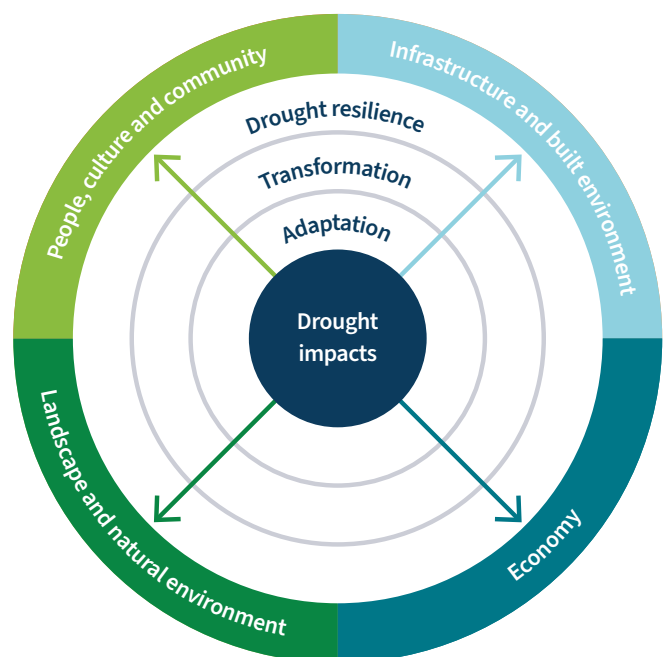 People, culture and community
Infrastructure and built environment
Drought resilience
Transformation
Adaptation
Drought
impacts
Landscape and natural environment
Economy